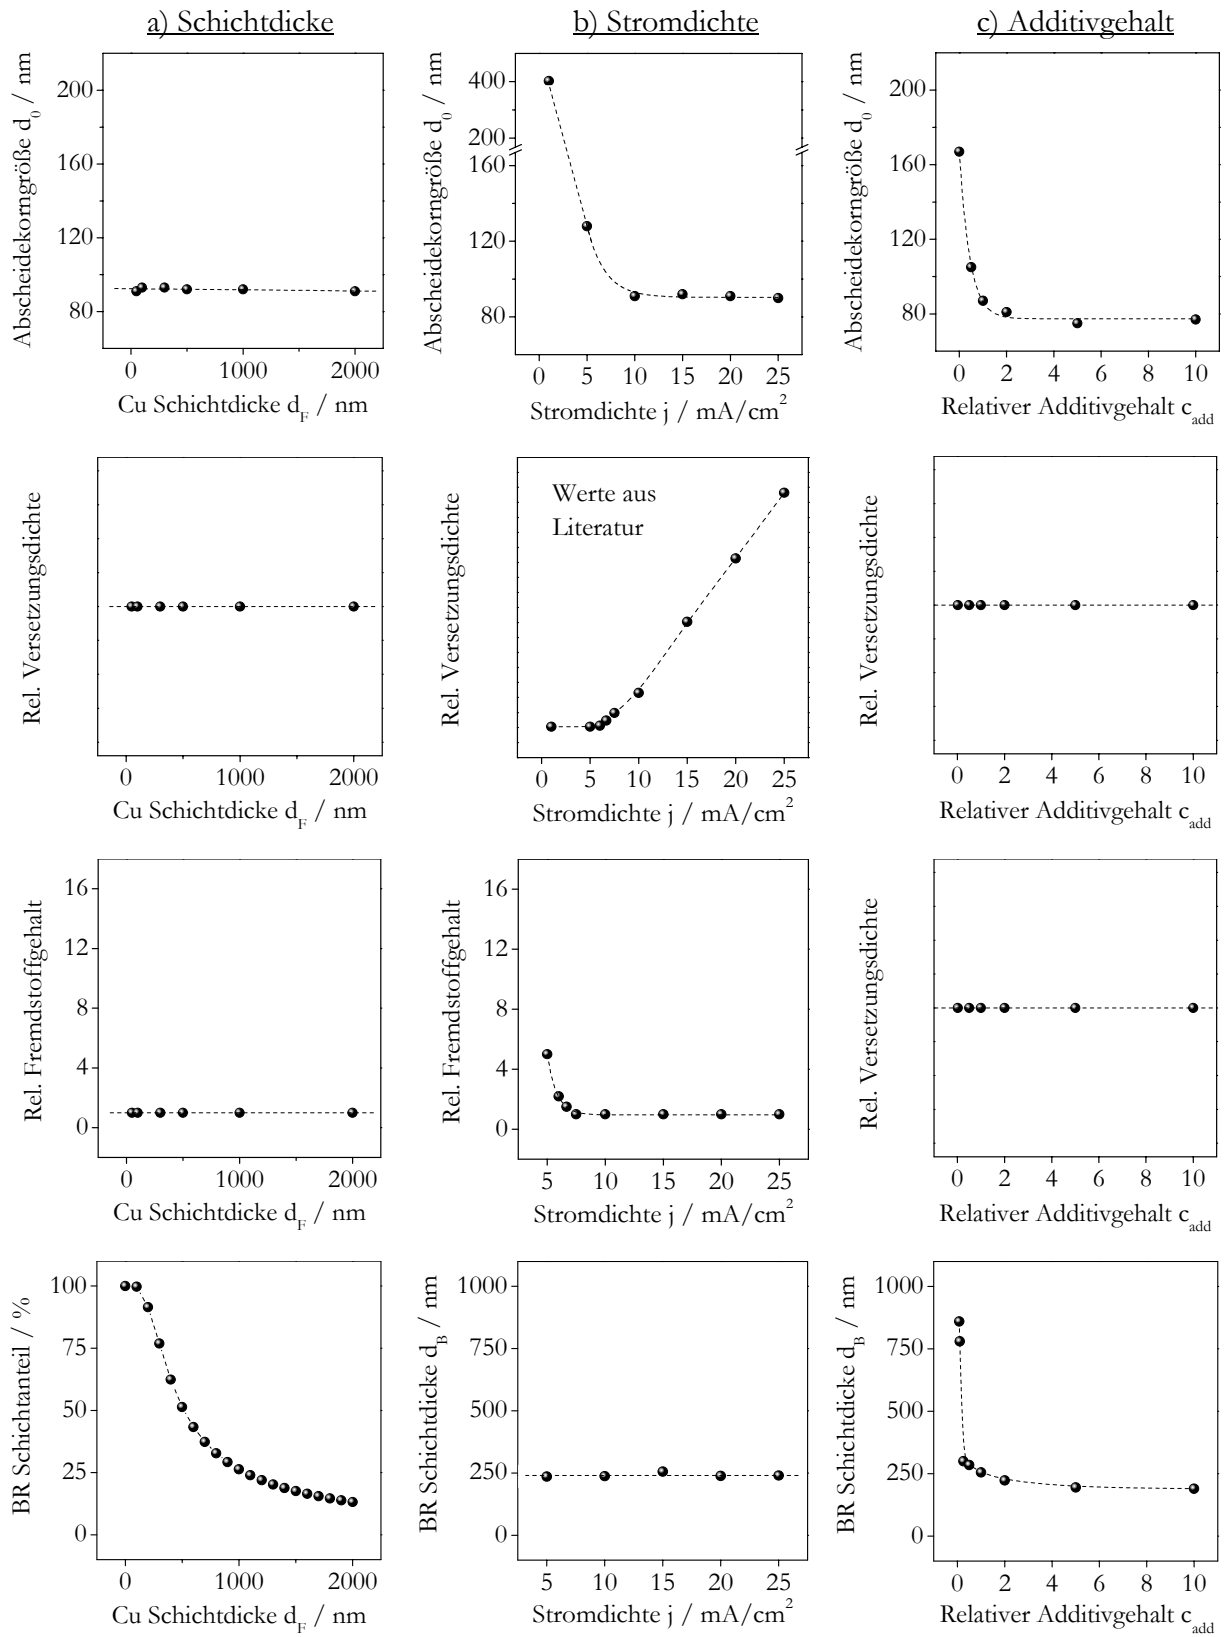 a) Schichtdicke
b) Stromdichte
c) Additivgehalt
Abscheidekorngröße d0 / nm
200
160
120
80
0 1000 2000
Cu Schichtdicke dF / nm
Abscheidekorngröße d0 / nm
400
200
160
120
80
0 5 10 15 20 25
Stromdichte j / mA/cm2
Abscheidekorngröße d0 / nm
200
160
120
80
0 2 4 6 8 10
Relativer Additivgehalt cadd
Rel. Versetzungsdichte
0 1000 2000
Cu Schichtdicke dF / nm
Rel. Versetzungsdichte
Werte aus
Literatur
0 5 10 15 20 25
Stromdichte j / mA/cm2
Rel. Versetzungsdichte
0 2 4 6 8 10
Relativer Additivgehalt cadd
Rel. Fremdstoffgehalt
16
12
8
4
0
0 1000 2000
Cu Schichtdicke dF / nm
Rel. Fremdstoffgehalt
16
12
8
4
0
5 10 15 20 25
Stromdichte j / mA/cm2
Rel. Versetzungsdichte
0 2 4 6 8 10
Relativer Additivgehalt cadd
BR Schichtanteil / %
100
75
50
25
0
0 1000 2000
Cu Schichtdicke dF / nm
BR Schichtdicke dB / nm
1000
750
500
250
0
5 10 15 20 25
Stromdichte j / mA/cm2
BR Schichtdicke dB / nm
1000
750
500
250
0
0 2 4 6 8 10
Relativer Additivgehalt cadd